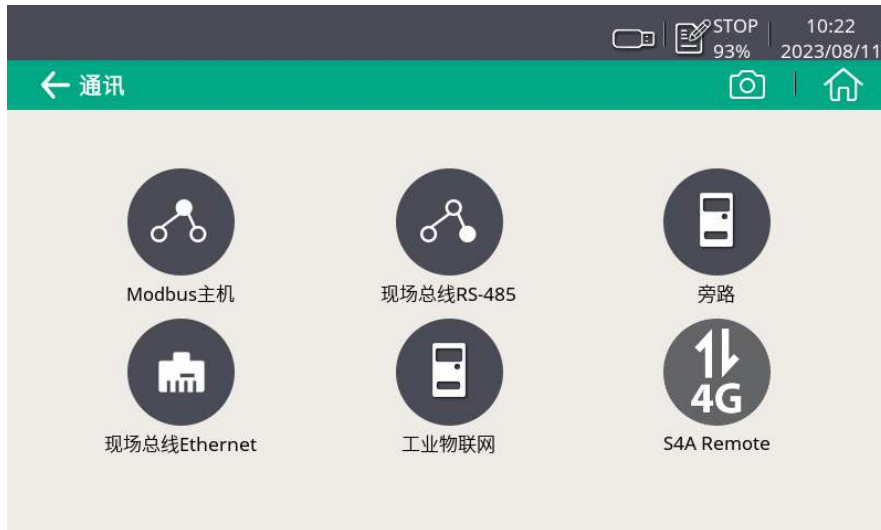 STOP 10:22
93% 2023/08/11
通讯
Modbus主机 现场总线RS-485 旁路
4G
现场总线Ethernet 工业物联网 S4A Remote